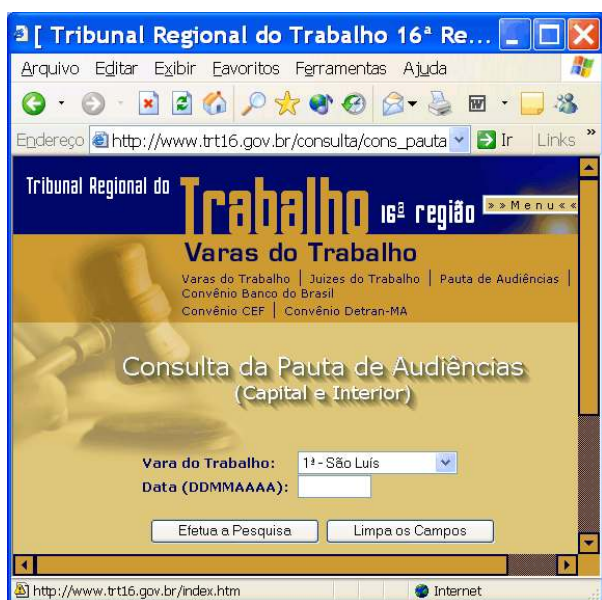 [ Tribunal Regional do Trabalho 16ª Re...
Arquivo Editar Exibir Favoritos Ferramentas Ajuda
Endereço http://www.trt16.gov.br/consulta/cons_pauta Ir Links »
Tribunal Regional do Trabalho 16ª região »»Menu««
Varas do Trabalho
Varas do Trabalho | Juizes do Trabalho | Pauta de Audiências |
Convênio Banco do Brasil
Convênio CEF | Convênio Detran-MA
Consulta da Pauta de Audiências
(Capital e Interior)
Vara do Trabalho: 1ª - São Luís
Data (DDMMAAAA):
Efetua a Pesquisa Limpa os Campos
http://www.trt16.gov.br/index.htm Internet